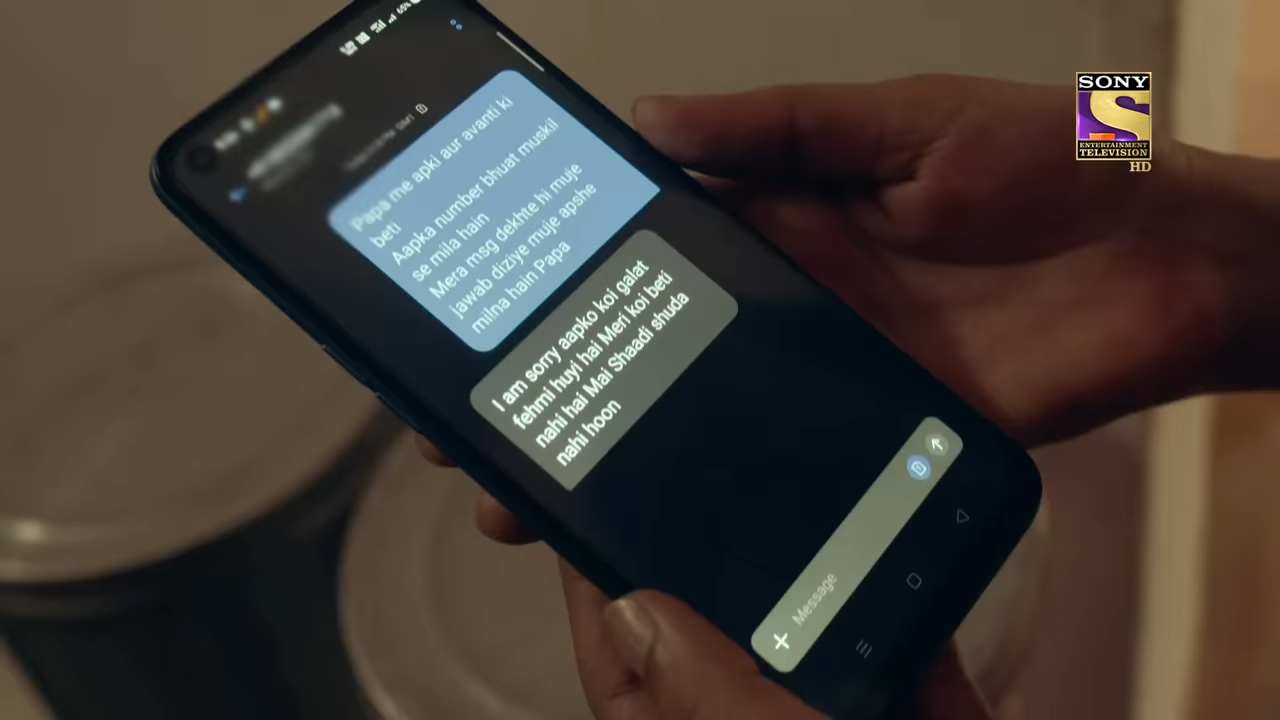 Papa me apki aur avanti ki
beti
Aapka number bhuat muskil
se mila hain
Mera msg dekhte hi muje
jawab diziye muje apshe
milna hain Papa
I am sorry aapko koi galat
fehmi huyi hai Meri koi beti
nahi hai Mai Shaadi shuda
nahi hoon
Message
SONY
ENTERTAINMENT
TELEVISION
HD